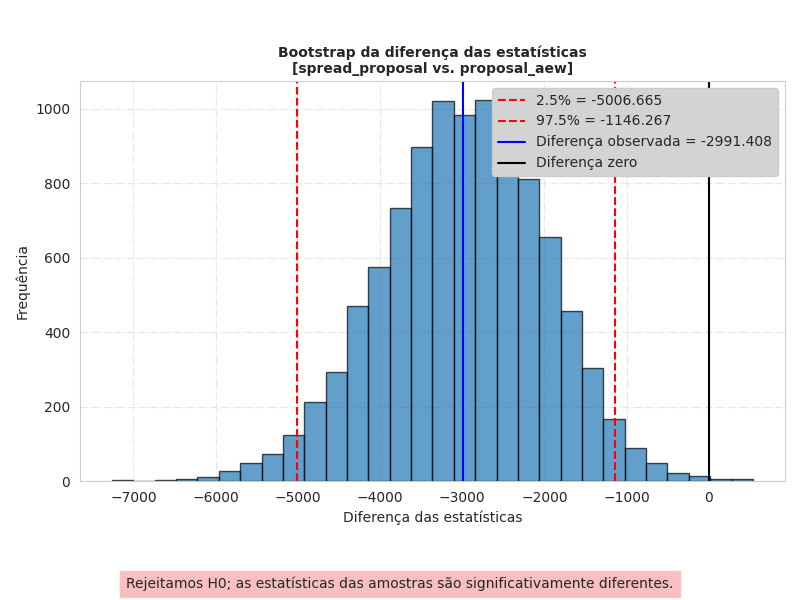 Bootstrap da diferença das estatísticas
[spread_proposal vs. proposal_aew]
2.5% = -5006.665
97.5% = -1146.267
Diferença observada = -2991.408
Diferença zero
Frequência
1000
800
600
400
200
0
−7000 −6000 −5000 −4000 −3000 −2000 −1000 0
Diferença das estatísticas
Rejeitamos H0; as estatísticas das amostras são significativamente diferentes.